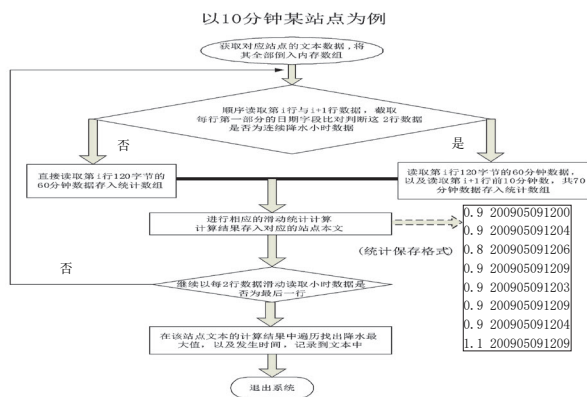 以10分钟某站点为例
获取对应站点的文本数据,将
其全部倒入内存数组
顺序读取第i行与i+1行数据,截取
每行第一部分的日期字段比对判断这2行数据
是否为连续降水小时数据
否
是
直接读取第i行120字节的
60分钟数据存入统计数组
读取第i行120字节的60分钟数据,
以及读取第i+1行前10分钟数,共70
分钟数据存入统计数组
进行相应的滑动统计计算
计算结果存入对应的站点本文
(统计保存格式)
0.9 200905091200
0.9 200905091204
0.8 200905091206
0.9 200905091209
0.9 200905091203
0.9 200905091209
0.9 200905091204
1.1 200905091209
否
继续以每2行数据滑动读取小时数据是
否为最后一行
在该站点文本的计算结果中遍历找出降水最
大值,以及发生时间,记录到文本中
退出系统